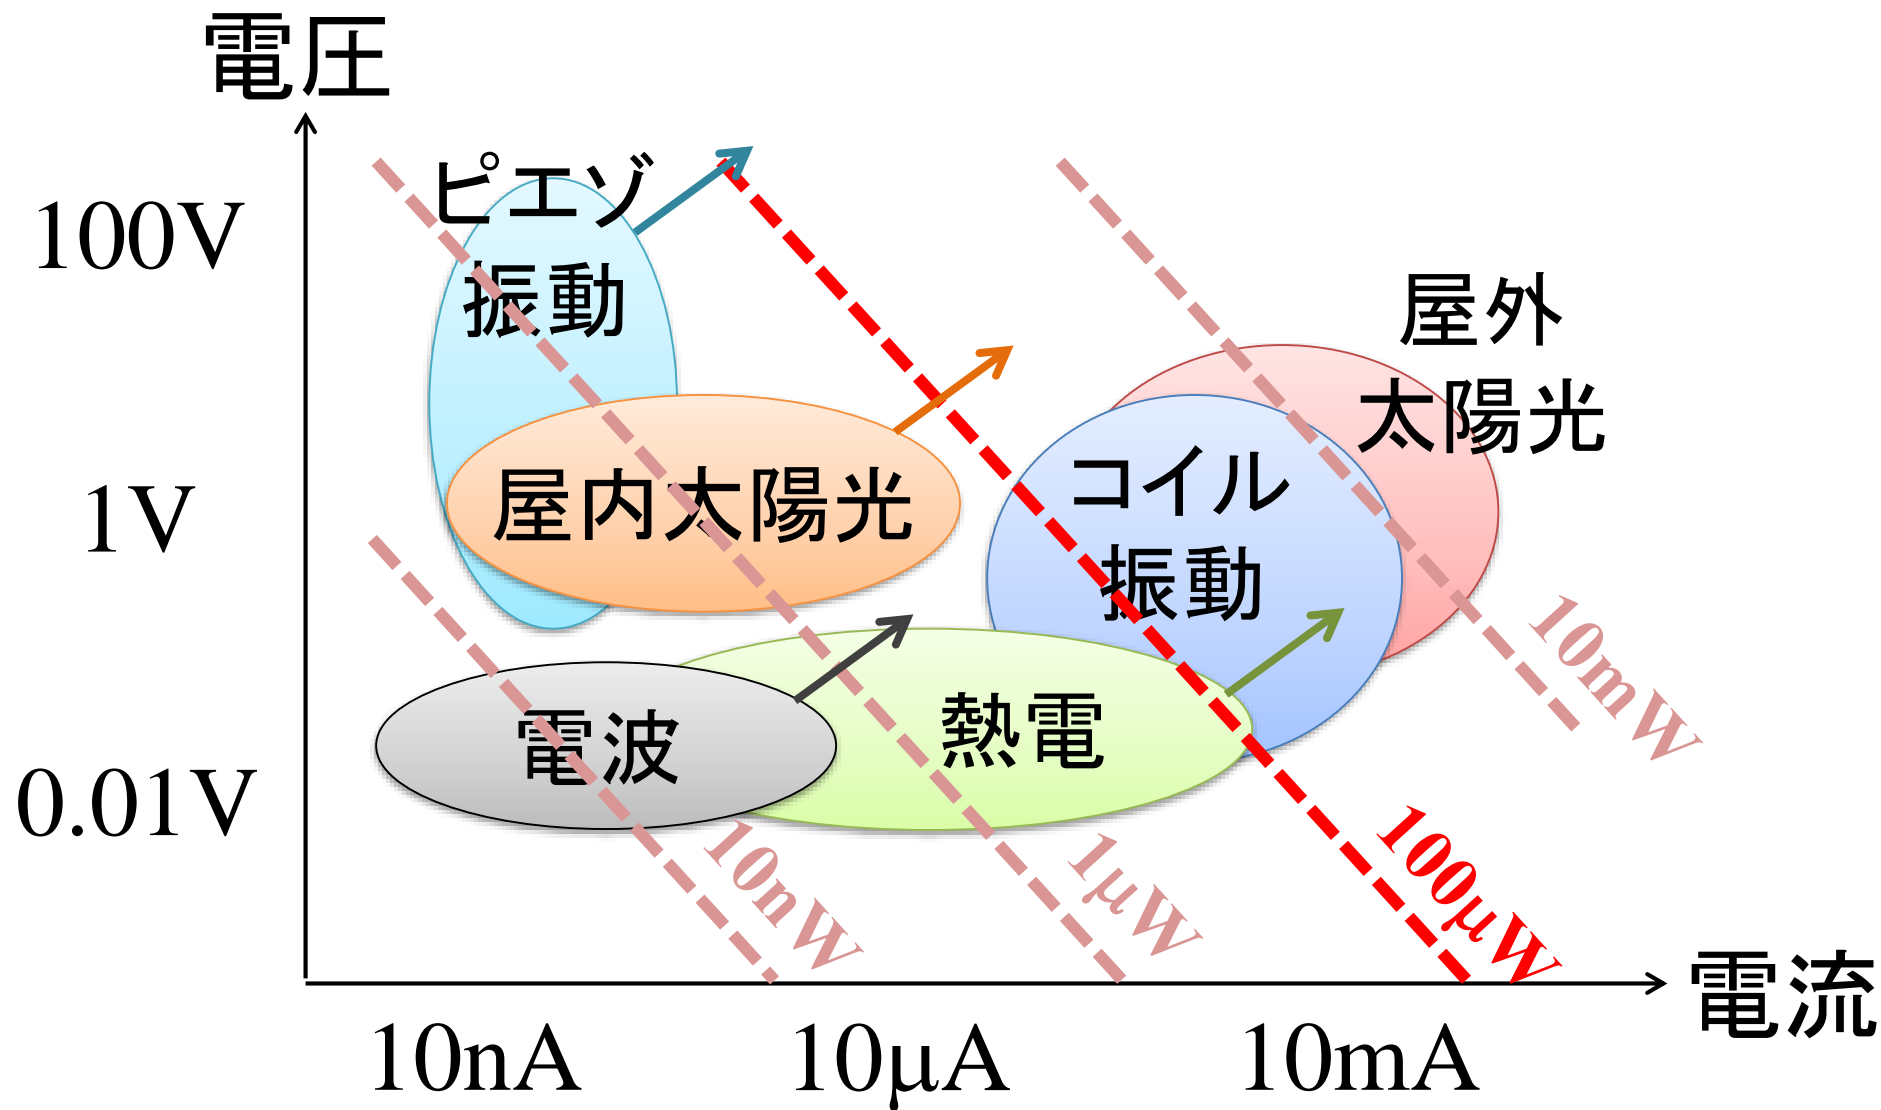 電圧
100V
1V
0.01V
ピエゾ
振動
屋内太陽光
電波
熱電
コイル
振動
屋外
太陽光
10nW
1μW
100μW
10mW
10nA
10μA
10mA
電流